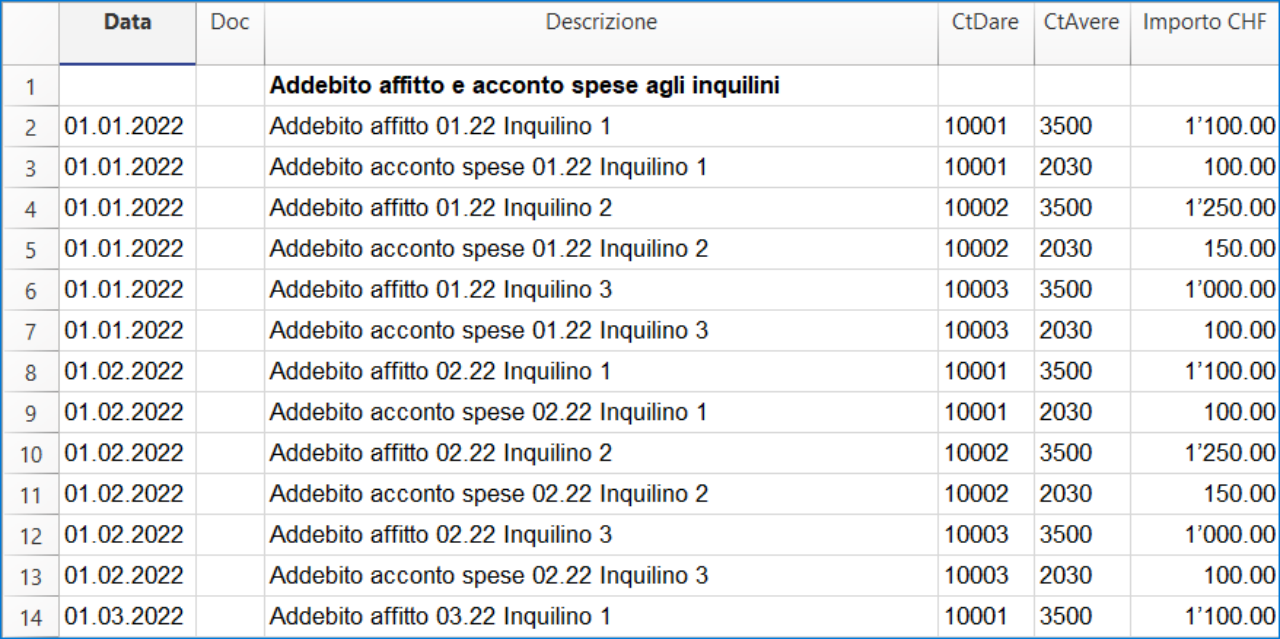 Data Doc Descrizione CtDare CtAvere Importo CHF
1 Addebito affitto e acconto spese agli inquilini
2 01.01.2022 Addebito affitto 01.22 Inquilino 1 10001 3500 1’100.00
3 01.01.2022 Addebito acconto spese 01.22 Inquilino 1 10001 2030 100.00
4 01.01.2022 Addebito affitto 01.22 Inquilino 2 10002 3500 1’250.00
5 01.01.2022 Addebito acconto spese 01.22 Inquilino 2 10002 2030 150.00
6 01.01.2022 Addebito affitto 01.22 Inquilino 3 10003 3500 1’000.00
7 01.01.2022 Addebito acconto spese 01.22 Inquilino 3 10003 2030 100.00
8 01.02.2022 Addebito affitto 02.22 Inquilino 1 10001 3500 1’100.00
9 01.02.2022 Addebito acconto spese 02.22 Inquilino 1 10001 2030 100.00
10 01.02.2022 Addebito affitto 02.22 Inquilino 2 10002 3500 1’250.00
11 01.02.2022 Addebito acconto spese 02.22 Inquilino 2 10002 2030 150.00
12 01.02.2022 Addebito affitto 02.22 Inquilino 3 10003 3500 1’000.00
13 01.02.2022 Addebito acconto spese 02.22 Inquilino 3 10003 2030 100.00
14 01.03.2022 Addebito affitto 03.22 Inquilino 1 10001 3500 1’100.00